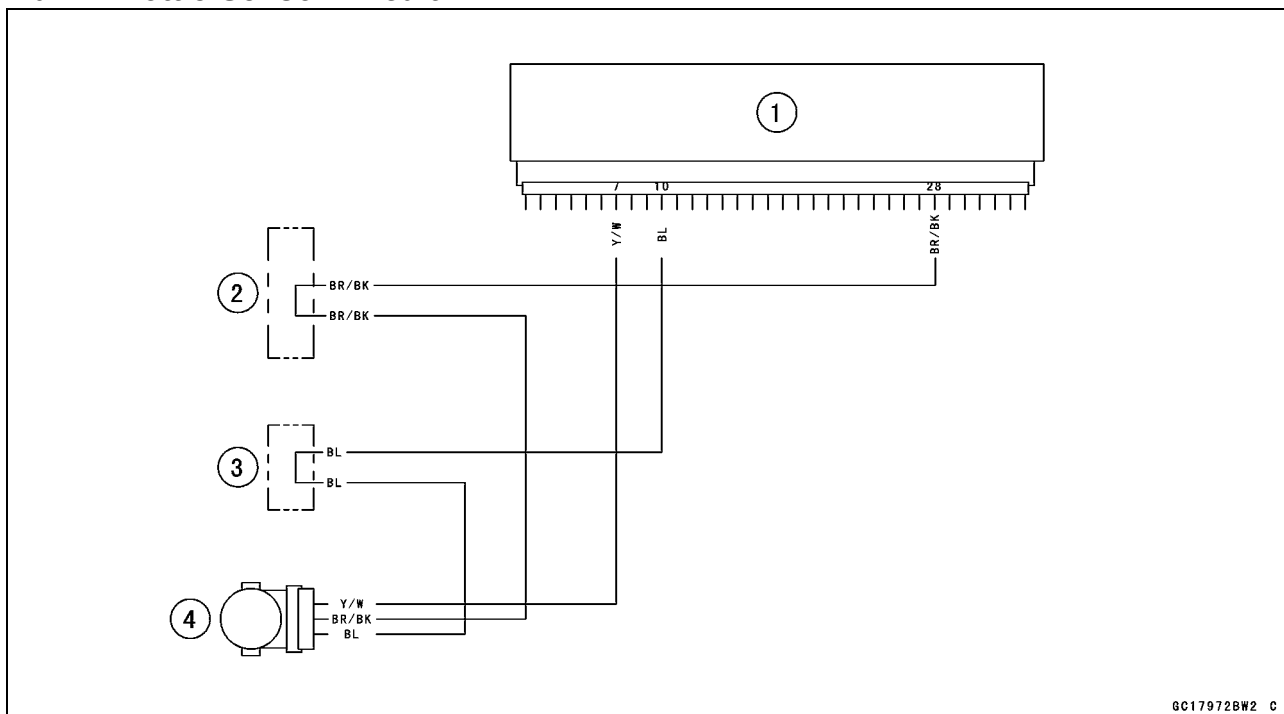 1
7 10 28
Y/W BL BR/BK
2
BR/BK
BR/BK
3
BL
BL
4
Y/W
BR/BK
BL
GC17972BW2 C